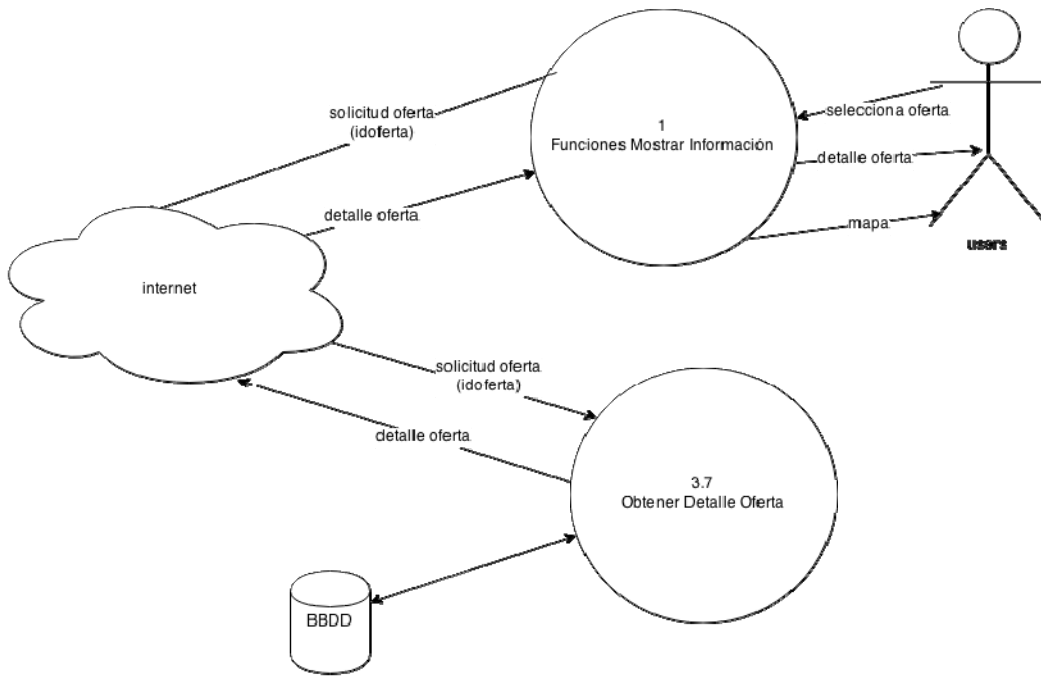 solicitud oferta
(idoferta)
1
Funciones Mostrar Información
selecciona oferta
detalle oferta
detalle oferta
mapa
users
internet
solicitud oferta
(idoferta)
detalle oferta
3.7
Obtener Detalle Oferta
BBDD